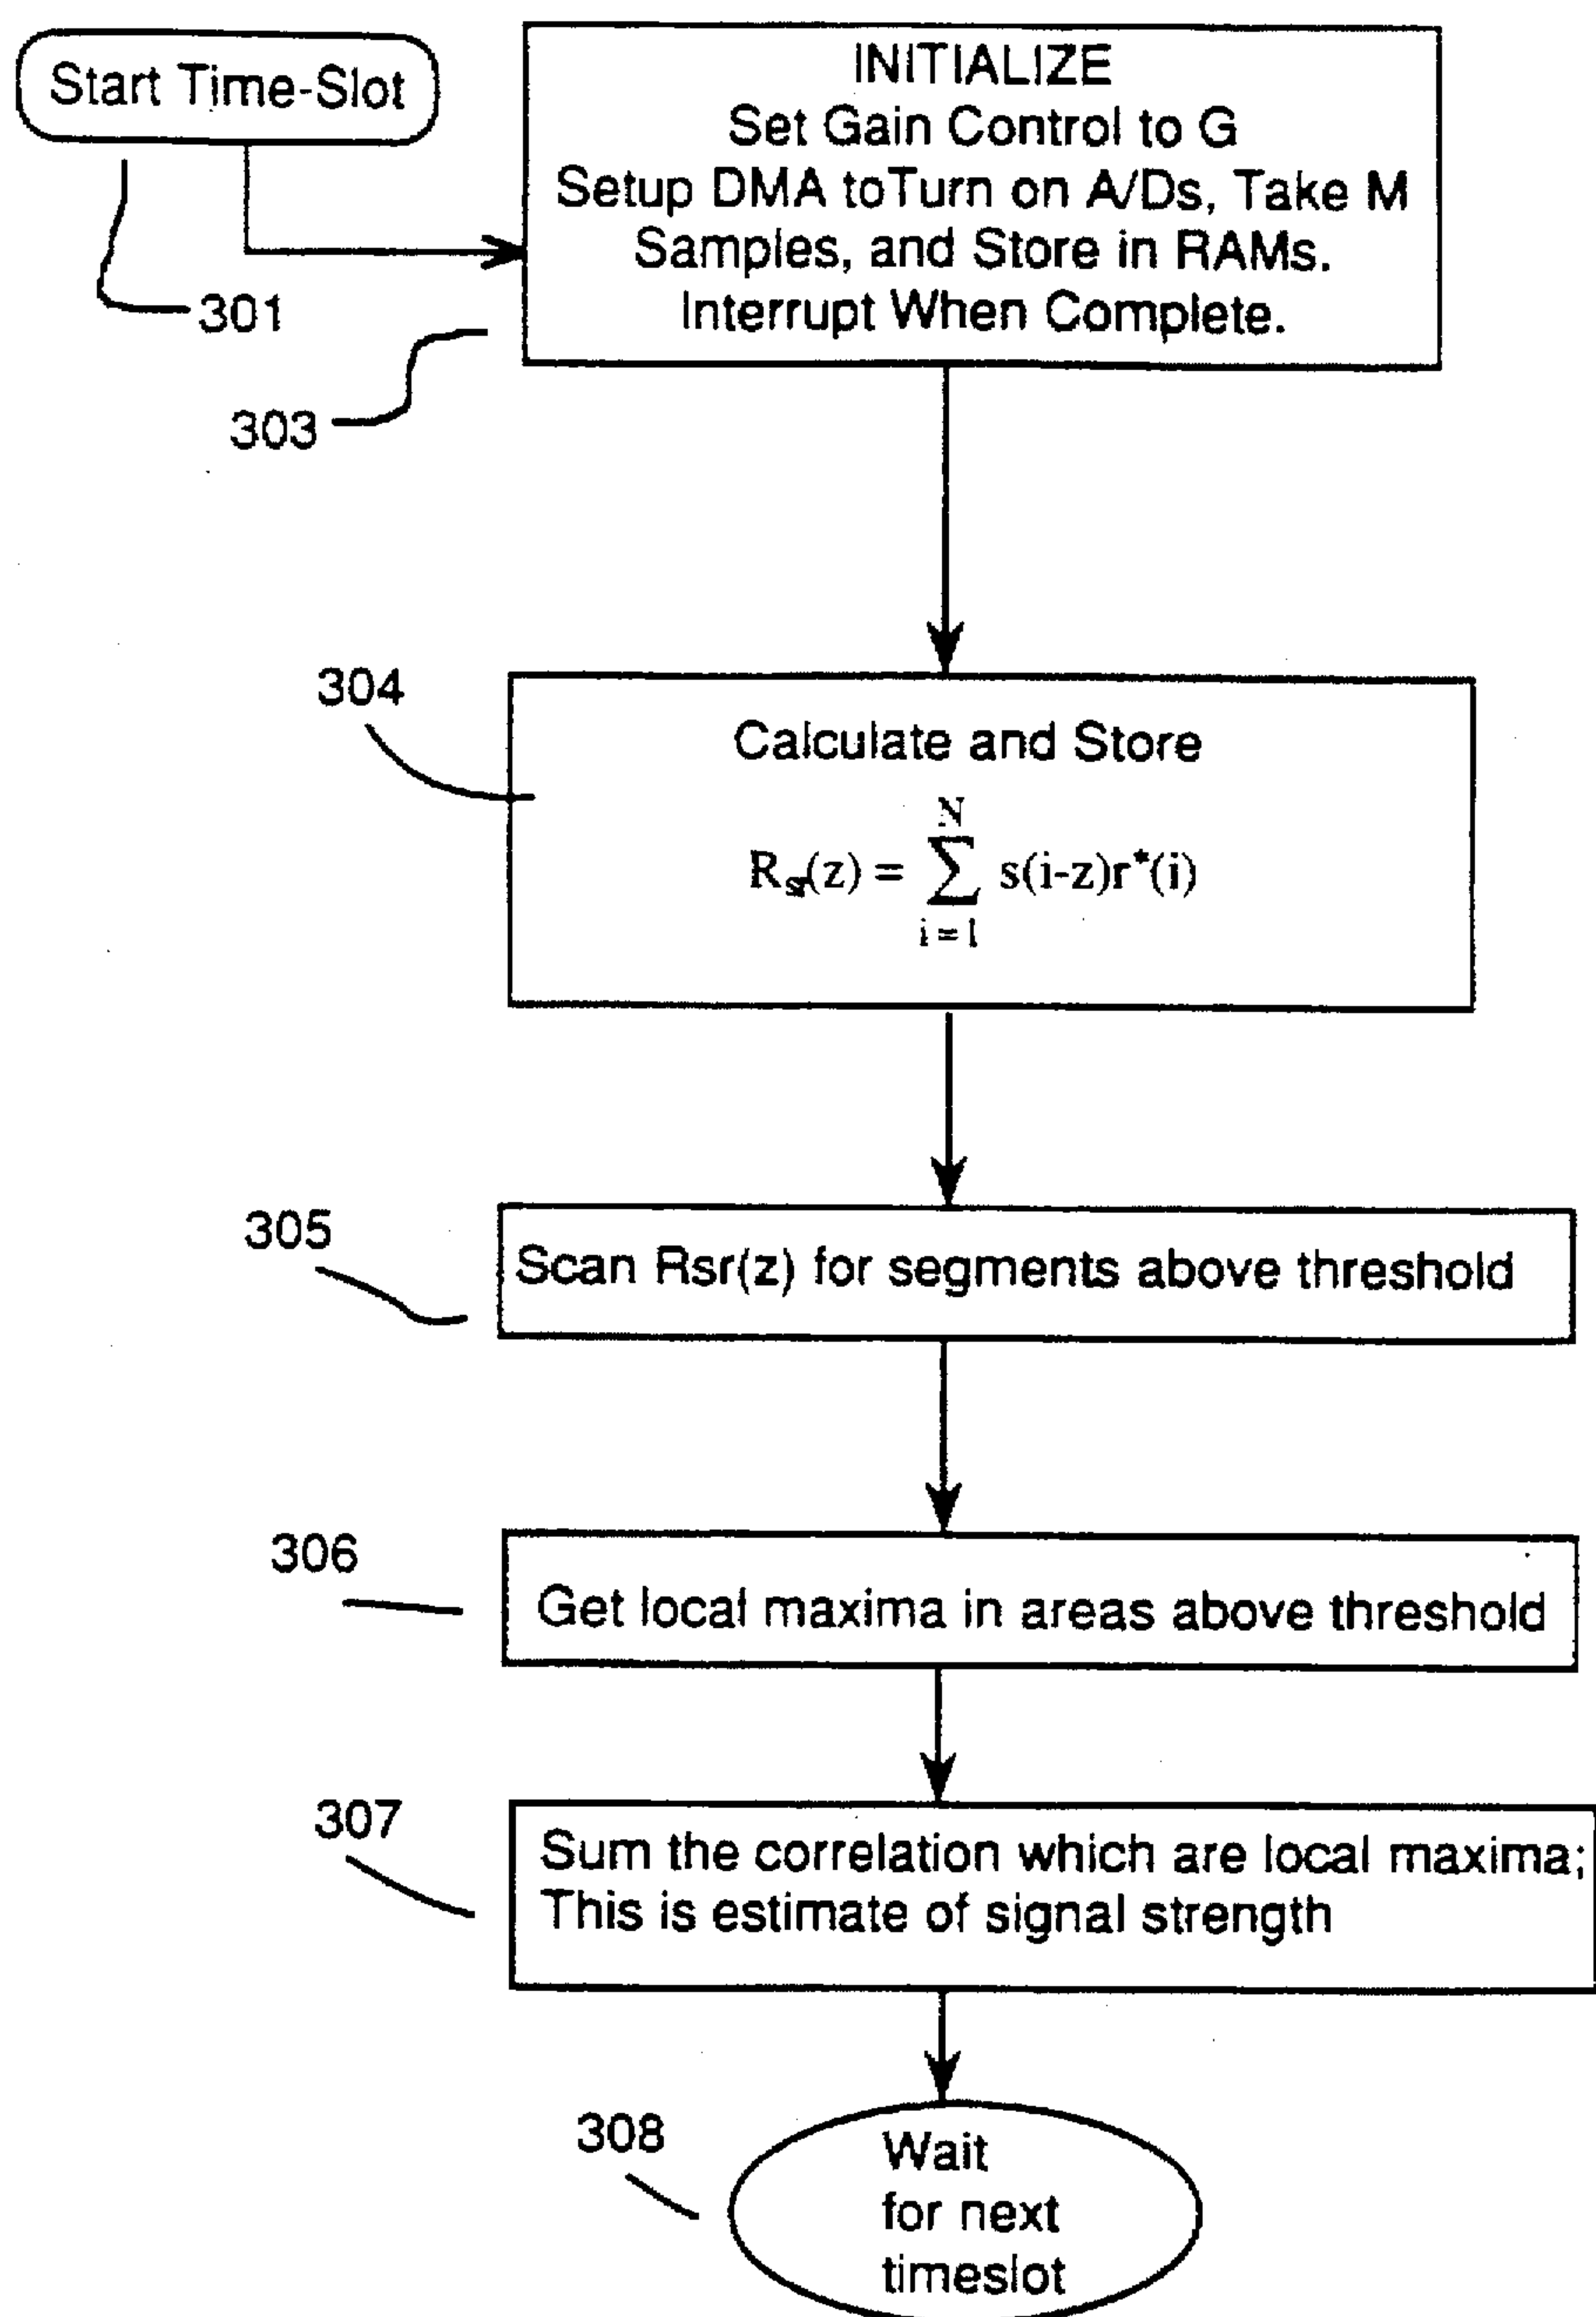 Start Time-Slot
301
INITIALIZE
Set Gain Control to G
Setup DMA toTurn on A/Ds, Take M
Samples, and Store in RAMs.
Interrupt When Complete.
303
304
Calculate and Store
N
R_sr(z) = ∑ s(i-z)r*(i)
i = 1
305
Scan Rsr(z) for segments above threshold
306
Get local maxima in areas above threshold
307
Sum the correlation which are local maxima;
This is estimate of signal strength
308
Wait
for next
timeslot